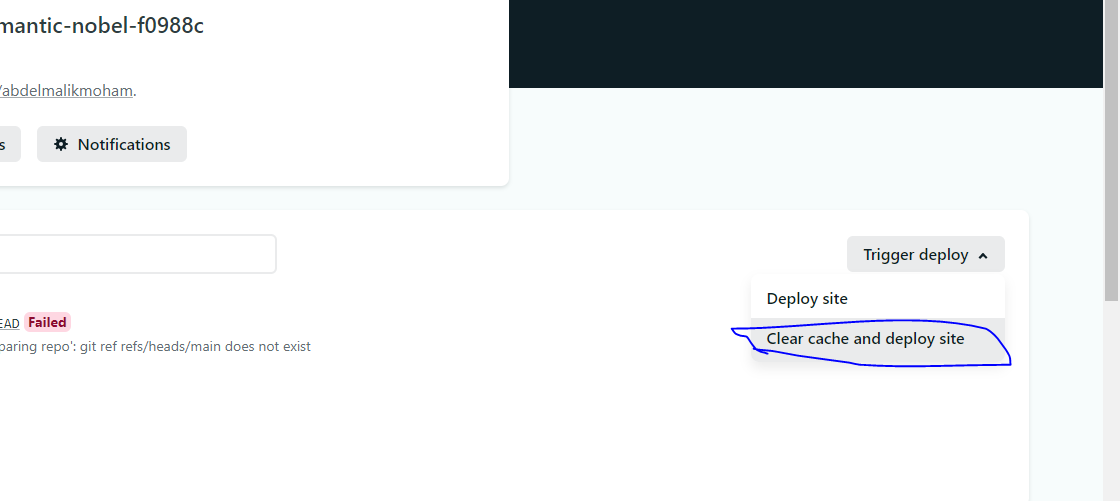 mantic-nobel-f0988c
/abdelmalikmoham.
s
Notifications
Trigger deploy
Deploy site
Clear cache and deploy site
EAD Failed
paring repo': git ref refs/heads/main does not exist